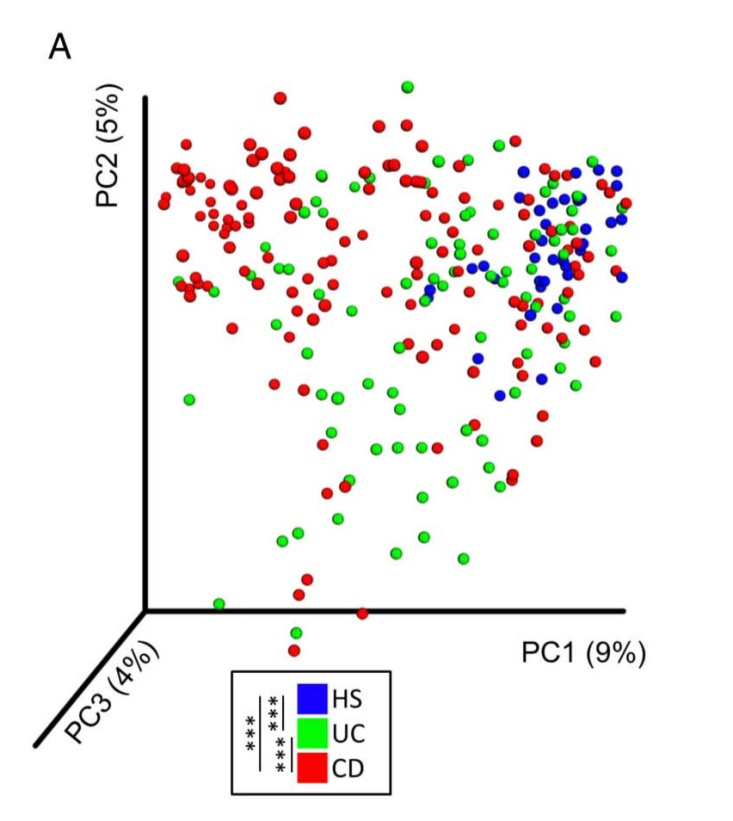 A
PC2 (5%)
PC1 (9%)
PC3 (4%)
HS
UC
CD
***
***
***